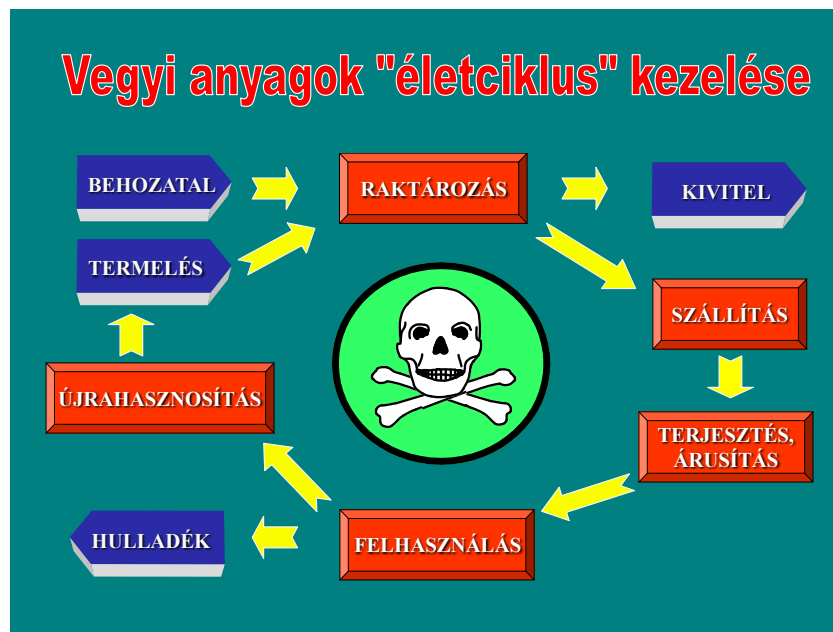 Vegyi anyagok "életciklus" kezelése
BEHOZATAL
RAKTÁROZÁS
KIVITEL
TERMELÉS
SZÁLLÍTÁS
ÚJRAHASZNOSÍTÁS
TERJESZTÉS,
ÁRUSÍTÁS
HULLADÉK
FELHASZNÁLÁS